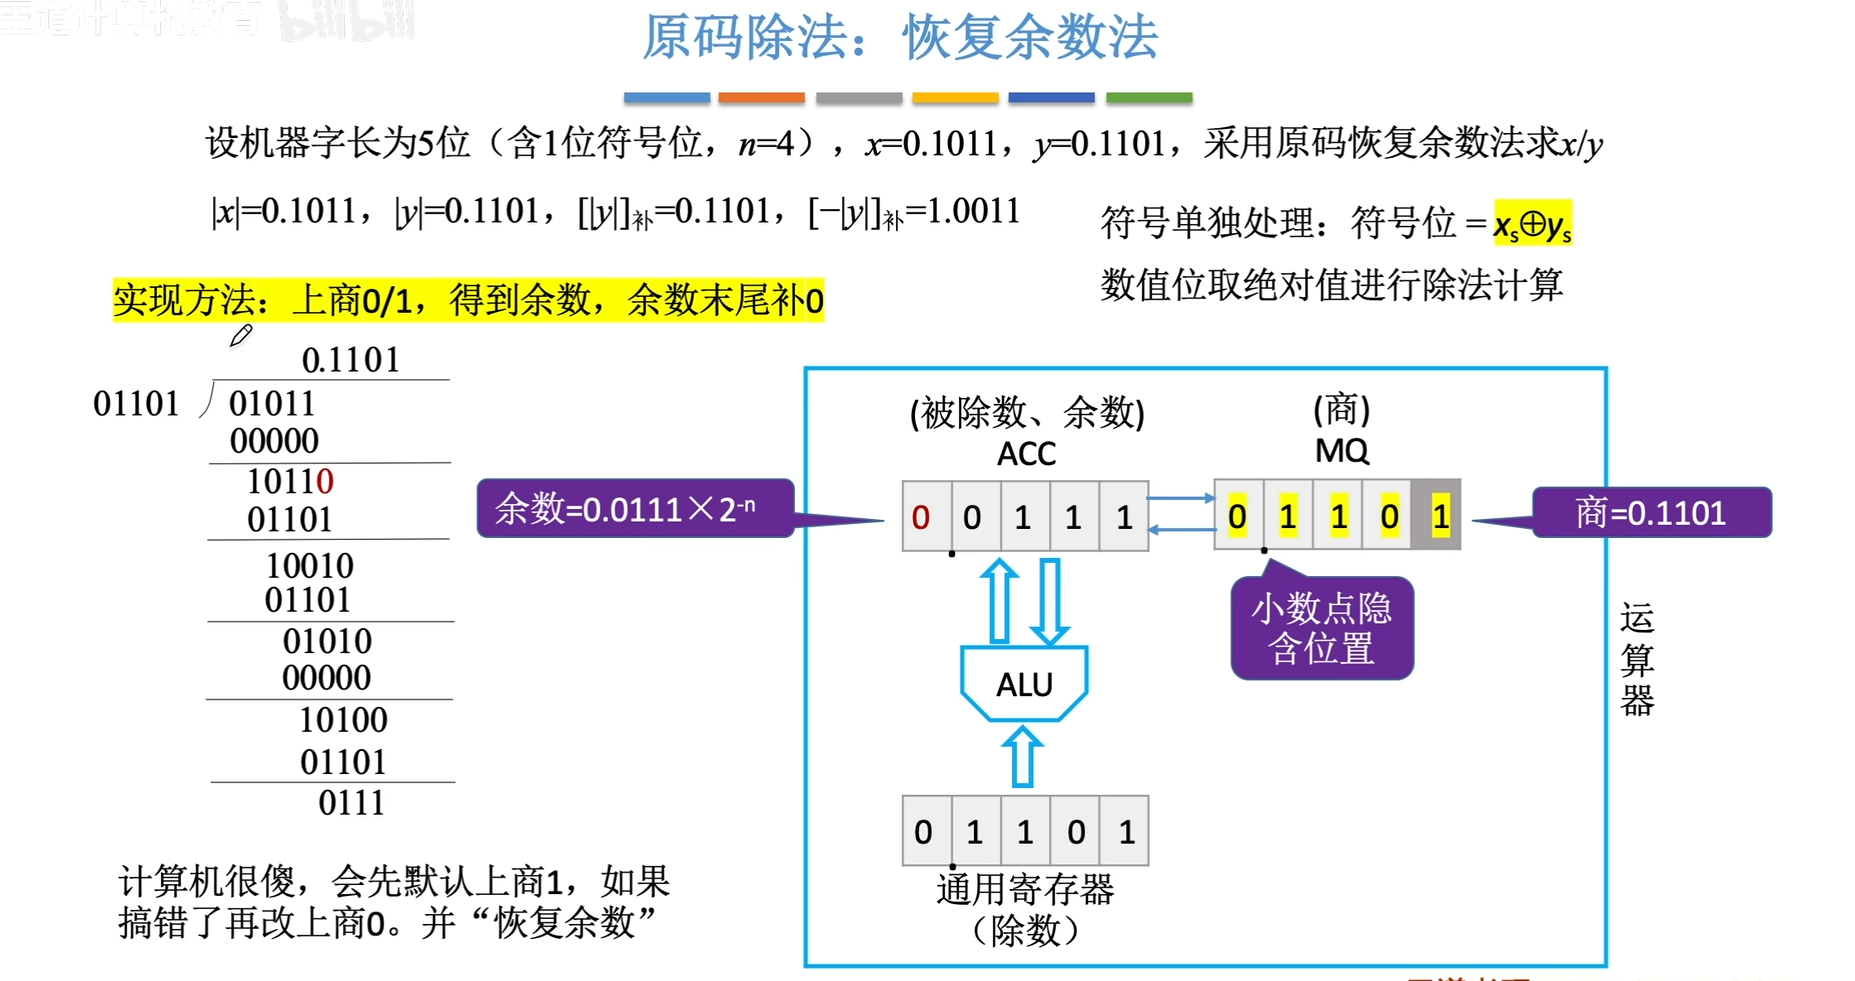 王道计算机教育 bilibili
原码除法：恢复余数法
设机器字长为5位（含1位符号位，n=4），x=0.1011，y=0.1101，采用原码恢复余数法求x/y
|x|=0.1011，|y|=0.1101，[|y|]补=0.1101，[−|y|]补=1.0011
符号单独处理：符号位 = xs⊕ys
数值位取绝对值进行除法计算
实现方法：上商0/1，得到余数，余数末尾补0
0.1101
01101 01011
00000
10110
01101
10010
01101
01010
00000
10100
01101
0111
计算机很傻，会先默认上商1，如果
搞错了再改上商0。并“恢复余数”
(被除数、余数)
ACC
(商)
MQ
余数=0.0111×2-n
0 0 1 1 1
0 1 1 0 1
商=0.1101
小数点隐
含位置
ALU
0 1 1 0 1
通用寄存器
（除数）
运
算
器